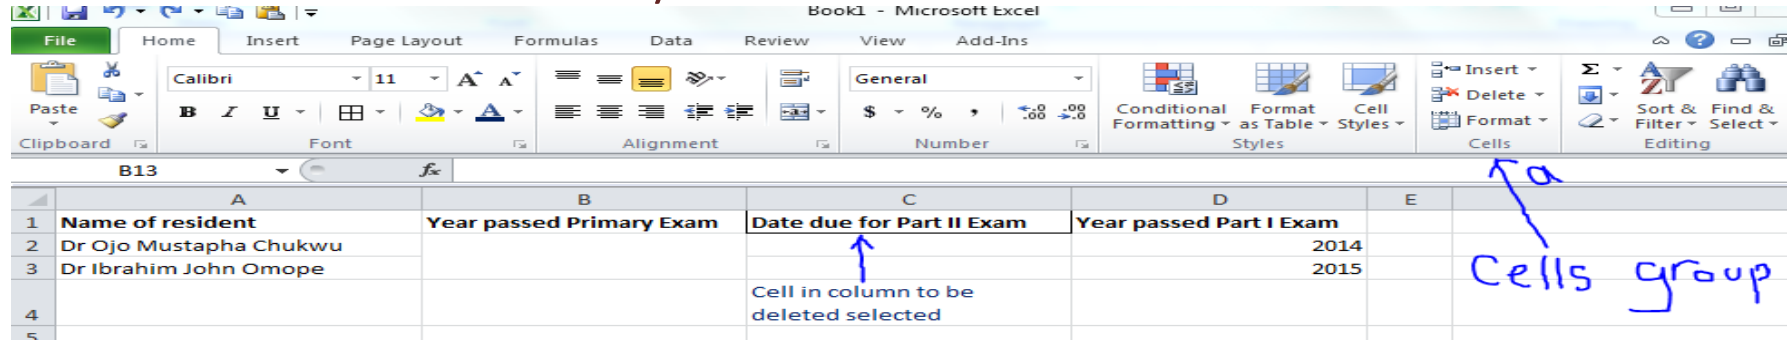 Book1 - Microsoft Excel
File Home Insert Page Layout Formulas Data Review View Add-Ins
Calibri 11 A A General Insert
Paste B I U A $ % , .0 .00 .00 .0 Conditional Formatting Format as Table Cell Styles Delete Format Σ Sort & Filter Find & Select
Clipboard Font Alignment Number Styles Cells Editing
B13 fx
a
A B C D E
1 Name of resident Year passed Primary Exam Date due for Part II Exam Year passed Part I Exam
2 Dr Ojo Mustapha Chukwu 2014
3 Dr Ibrahim John Omope 2015
Cells group
Cell in column to be
4 deleted selected
5